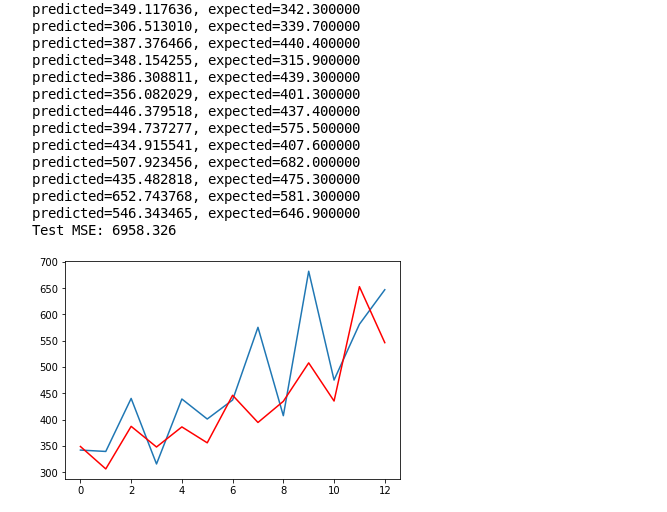 predicted=349.117636, expected=342.300000
predicted=306.513010, expected=339.700000
predicted=387.376466, expected=440.400000
predicted=348.154255, expected=315.900000
predicted=386.308811, expected=439.300000
predicted=356.082029, expected=401.300000
predicted=446.379518, expected=437.400000
predicted=394.737277, expected=575.500000
predicted=434.915541, expected=407.600000
predicted=507.923456, expected=682.000000
predicted=435.482818, expected=475.300000
predicted=652.743768, expected=581.300000
predicted=546.343465, expected=646.900000
Test MSE: 6958.326
700
650
600
550
500
450
400
350
300
0 2 4 6 8 10 12